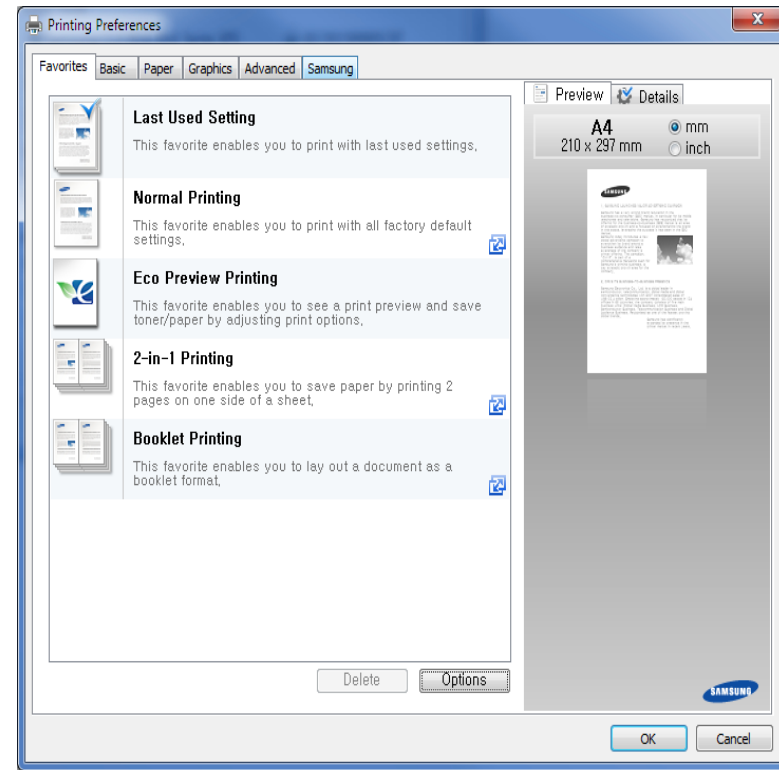 Printing Preferences
Favorites Basic Paper Graphics Advanced Samsung
Last Used Setting
This favorite enables you to print with last used settings,
Normal Printing
This favorite enables you to print with all factory default
settings,
Eco Preview Printing
This favorite enables you to see a print preview and save
toner/paper by adjusting print options,
2-in-1 Printing
This favorite enables you to save paper by printing 2
pages on one side of a sheet,
Booklet Printing
This favorite enables you to lay out a document as a
booklet format,
Delete Options
Preview Details
A4
210 x 297 mm
mm
inch
SAMSUNG
SAMSUNG
OK Cancel